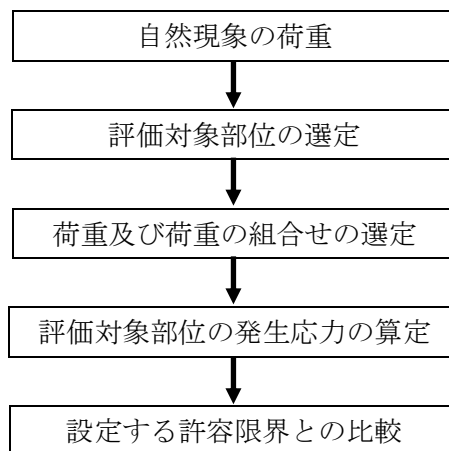 自然現象の荷重
評価対象部位の選定
荷重及び荷重の組合せの選定
評価対象部位の発生応力の算定
設定する許容限界との比較